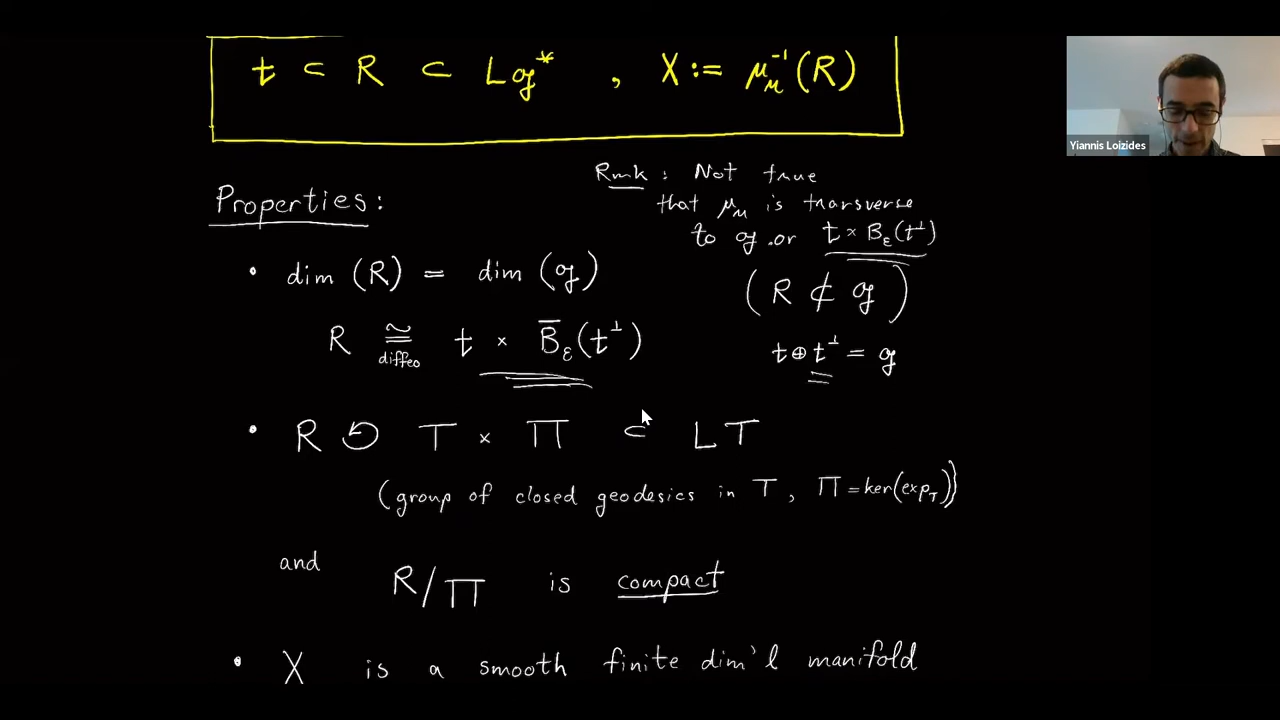 t ⊂ R ⊂ Lg* , X := μ_M⁻¹(R)
Yiannis Loizides
Properties:
Rmk : Not true
that μ_M is transverse
to g or t × B_ε(t^⊥)
(R ⊄ g)
t ⊕ t^⊥ = g
• dim (R) = dim (g)
R ≅ t × B̄_ε(t^⊥)
diffeo
• R ↺ T × Π ⊂ LT
(group of closed geodesics in T, Π = ker(exp_T))
and R/Π is compact
• X is a smooth finite dim'l manifold